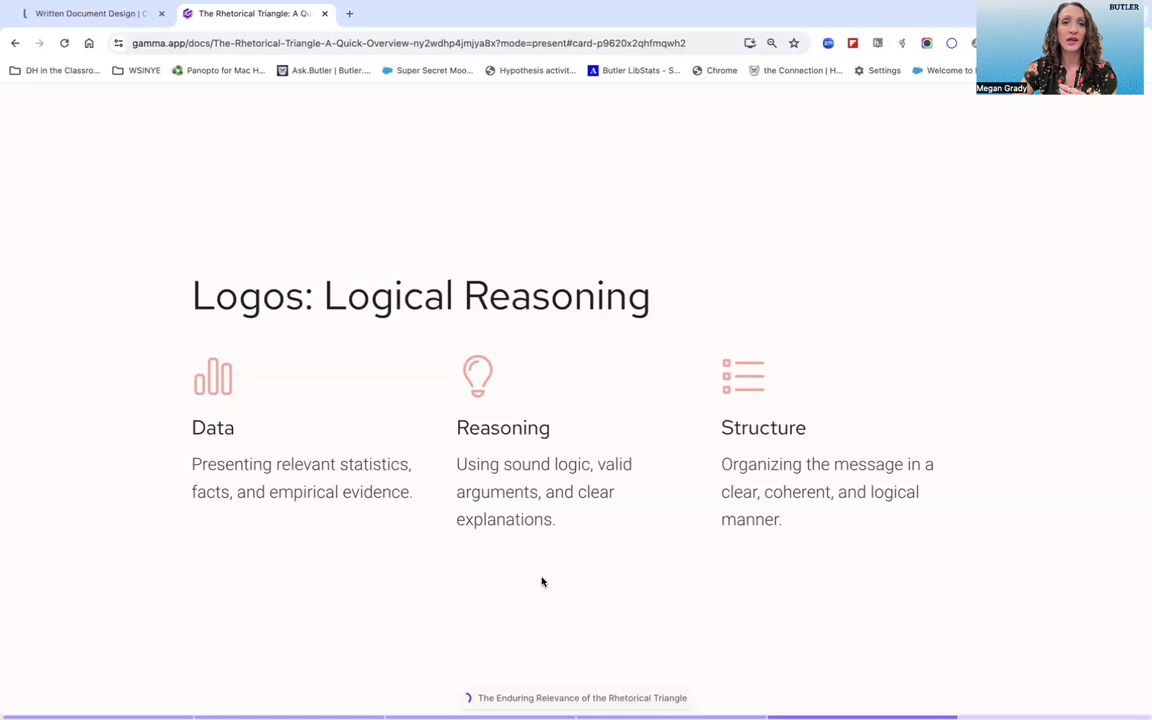 Written Document Design | C
The Rhetorical Triangle: A Qu
gamma.app/docs/The-Rhetorical-Triangle-A-Quick-Overview-ny2wdhp4jmjya8x?mode=present#card-p9620x2qhfmqwh2
DH in the Classro... WSINYE Panopto for Mac H... Ask.Butler | Butler.... Super Secret Moo... Hypothesis activit... Butler LibStats – S... Chrome the Connection | H... Settings Welcome to
BUTLER
Megan Grady
Logos: Logical Reasoning
Data
Presenting relevant statistics,
facts, and empirical evidence.
Reasoning
Using sound logic, valid
arguments, and clear
explanations.
Structure
Organizing the message in a
clear, coherent, and logical
manner.
The Enduring Relevance of the Rhetorical Triangle